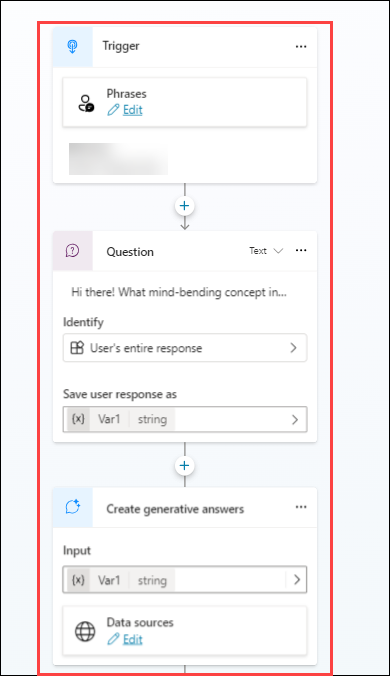 Trigger
Phrases
Edit
Question
Text
Hi there! What mind-bending concept in...
Identify
User's entire response
Save user response as
{x} Var1 string
Create generative answers
Input
{x} Var1 string
Data sources
Edit